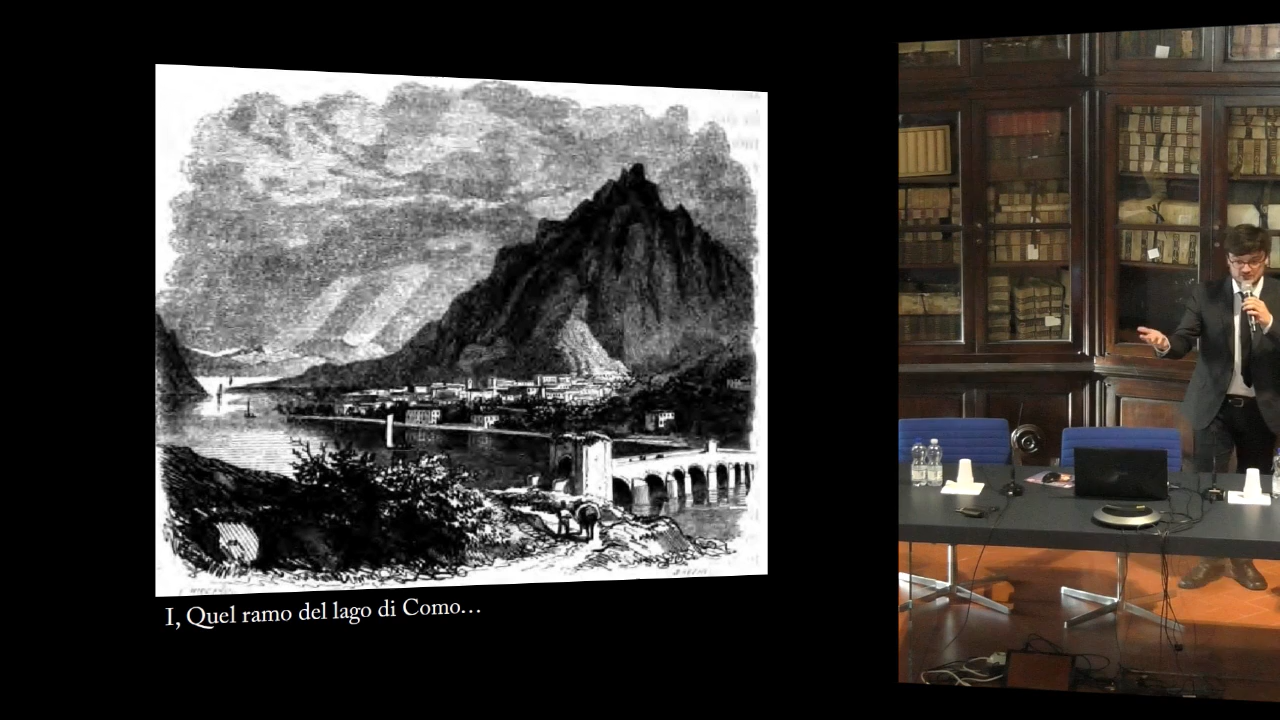 I, Quel ramo del lago di Como…